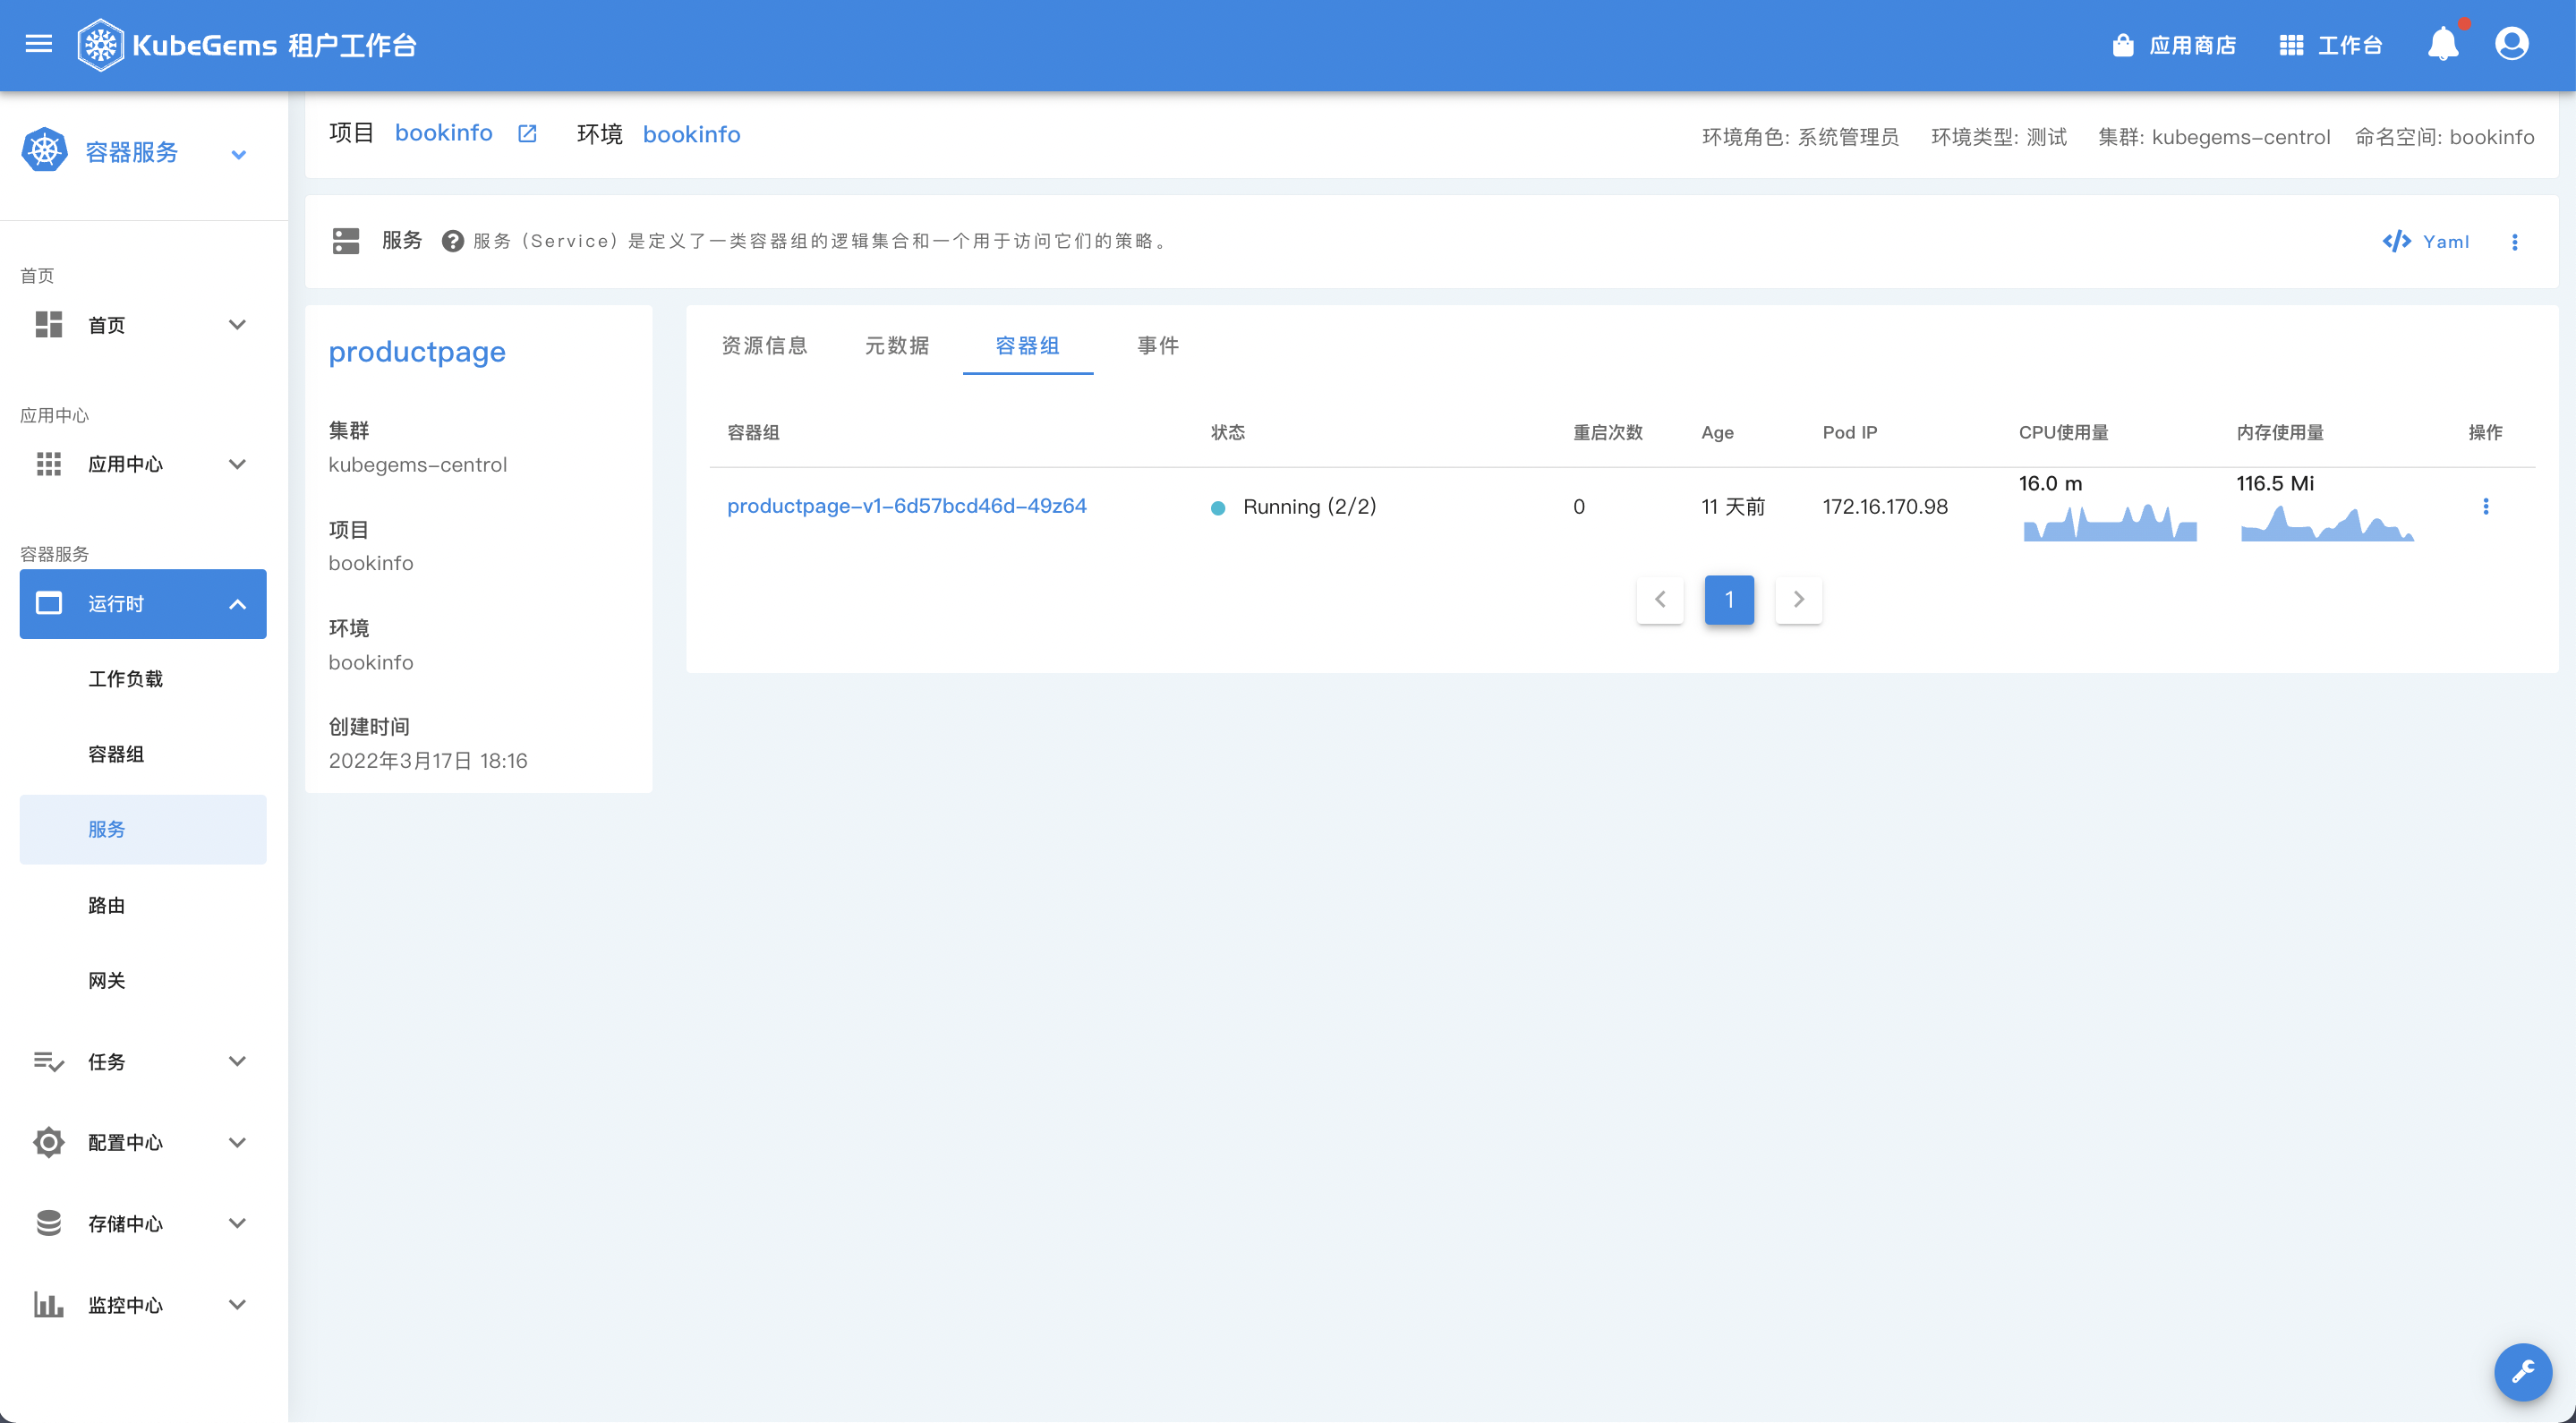 KubeGems 租户工作台
应用商店
工作台
容器服务
首页
首页
应用中心
应用中心
容器服务
运行时
工作负载
容器组
服务
路由
网关
任务
配置中心
存储中心
监控中心
项目 bookinfo 环境 bookinfo
环境角色: 系统管理员 环境类型: 测试 集群: kubegems-centrol 命名空间: bookinfo
服务 服务 (Service) 是定义了一类容器组的逻辑集合和一个用于访问它们的策略。
Yaml
productpage
集群
kubegems-centrol
项目
bookinfo
环境
bookinfo
创建时间
2022年3月17日 18:16
资源信息 元数据 容器组 事件
容器组 状态 重启次数 Age Pod IP CPU使用量 内存使用量 操作
productpage-v1-6d57bcd46d-49z64 Running (2/2) 0 11 天前 172.16.170.98 16.0 m 116.5 Mi
1